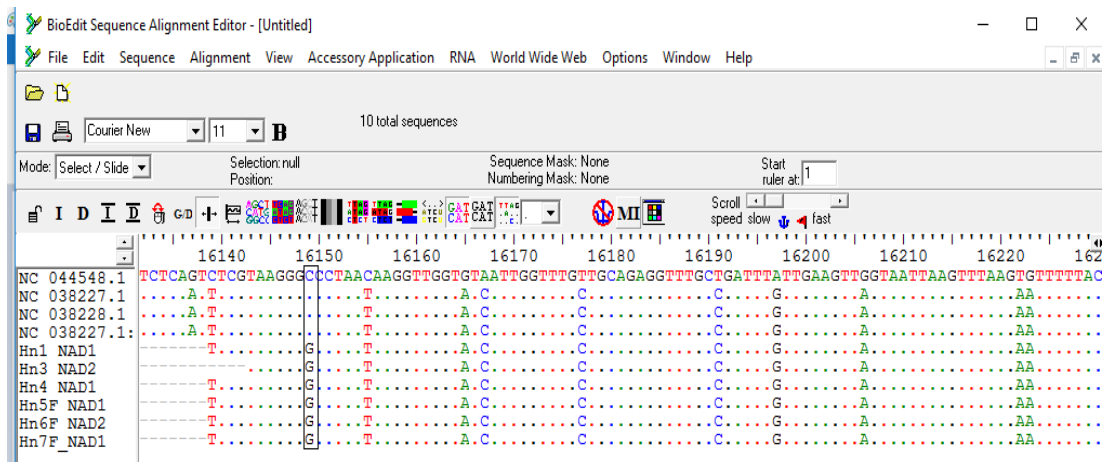 BioEdit Sequence Alignment Editor - [Untitled]
File Edit Sequence Alignment View Accessory Application RNA World Wide Web Options Window Help
Courier New 11 B 10 total sequences
Mode: Select / Slide Selection: null Sequence Mask: None Start
Position: Numbering Mask: None ruler at: 1
I D I D G/D MI Scroll
speed slow fast
16140 16150 16160 16170 16180 16190 16200 16210 16220 162
NC 044548.1 TCTCAGTCTCGTAAGGGCCCTAACAAGGTTGGTGTAATTGGTTTGTTGCAGAGGTTTGCTGATTTATTGAAGTTGGTAATTAAGTTTAAGTGTTTTTAC
NC 038227.1 .....A.T...............T.........A.C.........C.............C.....G........A...............AA.......
NC 038228.1 .....A.T...............T.........A.C.........C.............C.....G........A...............AA.......
NC 038227.1: .....A.T...............T.........A.C.........C.............C.....G........A...............AA.......
Hn1 NAD1 -------T.........G.....T.........A.C.........C.............C.....G........A...............AA.......
Hn3 NAD2 -----------......G.....T.........A.C.........C.............C.....G........A...............AA.......
Hn4 NAD1 -------T.........G.....T.........A.C.........C.............C.....G........A...............AA.......
Hn5F NAD1 -------T.........G.....T.........A.C.........C.............C.....G........A...............AA.......
Hn6F NAD2 -------T.........G.....T.........A.C.........C.............C.....G........A...............AA.......
Hn7F_NAD1 -------T.........G.....T.........A.C.........C.............C.....G........A...............AA.......